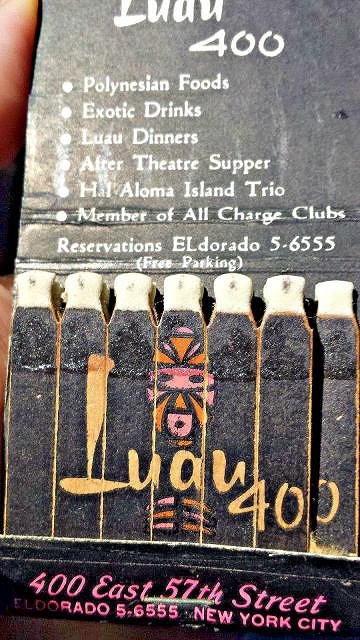 Luau
400
Polynesian Foods
Exotic Drinks
Luau Dinners
After Theatre Supper
Hal Aloma Island Trio
Member of All Charge Clubs
Reservations ELdorado 5-6555
(Free Parking)
Luau 400
400 East 57th Street
ELDORADO 5-6555 NEW YORK CITY